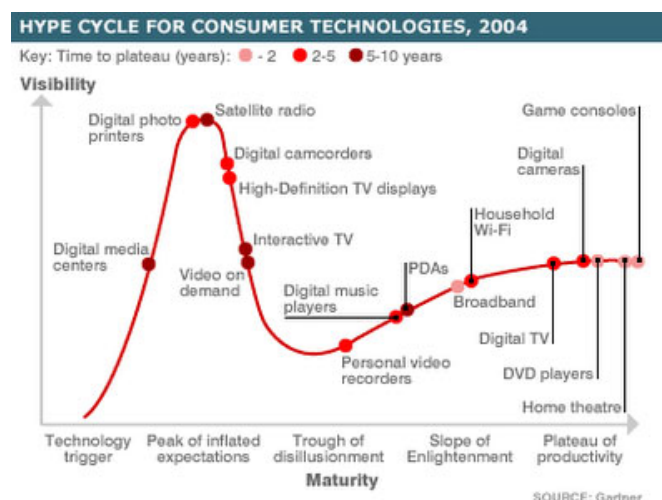 HYPE CYCLE FOR CONSUMER TECHNOLOGIES, 2004
Key: Time to plateau (years): - 2 2-5 5-10 years
Visibility
Game consoles
Satellite radio
Digital photo
printers
Digital camcorders
Digital
cameras
High-Definition TV displays
Household
Wi-Fi
Interactive TV
Digital media
centers
Video on
demand
PDAs
Digital music
players
Broadband
Digital TV
Personal video
recorders
DVD players
Home theatre
Technology
trigger
Peak of inflated
expectations
Trough of
disillusionment
Slope of
Enlightenment
Plateau of
productivity
Maturity
SOURCE: Gartner